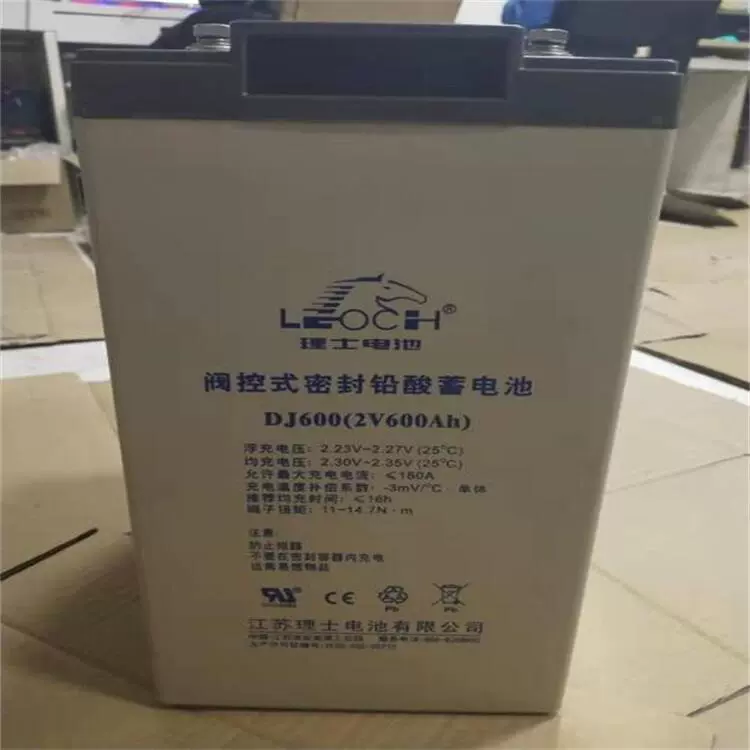 LEOCH®
理士电池
阀控式密封铅酸蓄电池
DJ600(2V600Ah)
浮充电压: 2.23V~2.27V (25℃)
均充电压: 2.30V~2.35V (25℃)
允许最大充电电流: ≤150A
充电温度补偿系数: -3mV/℃·单体
推荐均充时间: ≤16h
端子扭矩: 11~14.7N·m
注意:
防止短路
不要在密封容器内充电
远离易燃物品
CE Pb Pb
江苏理士电池有限公司